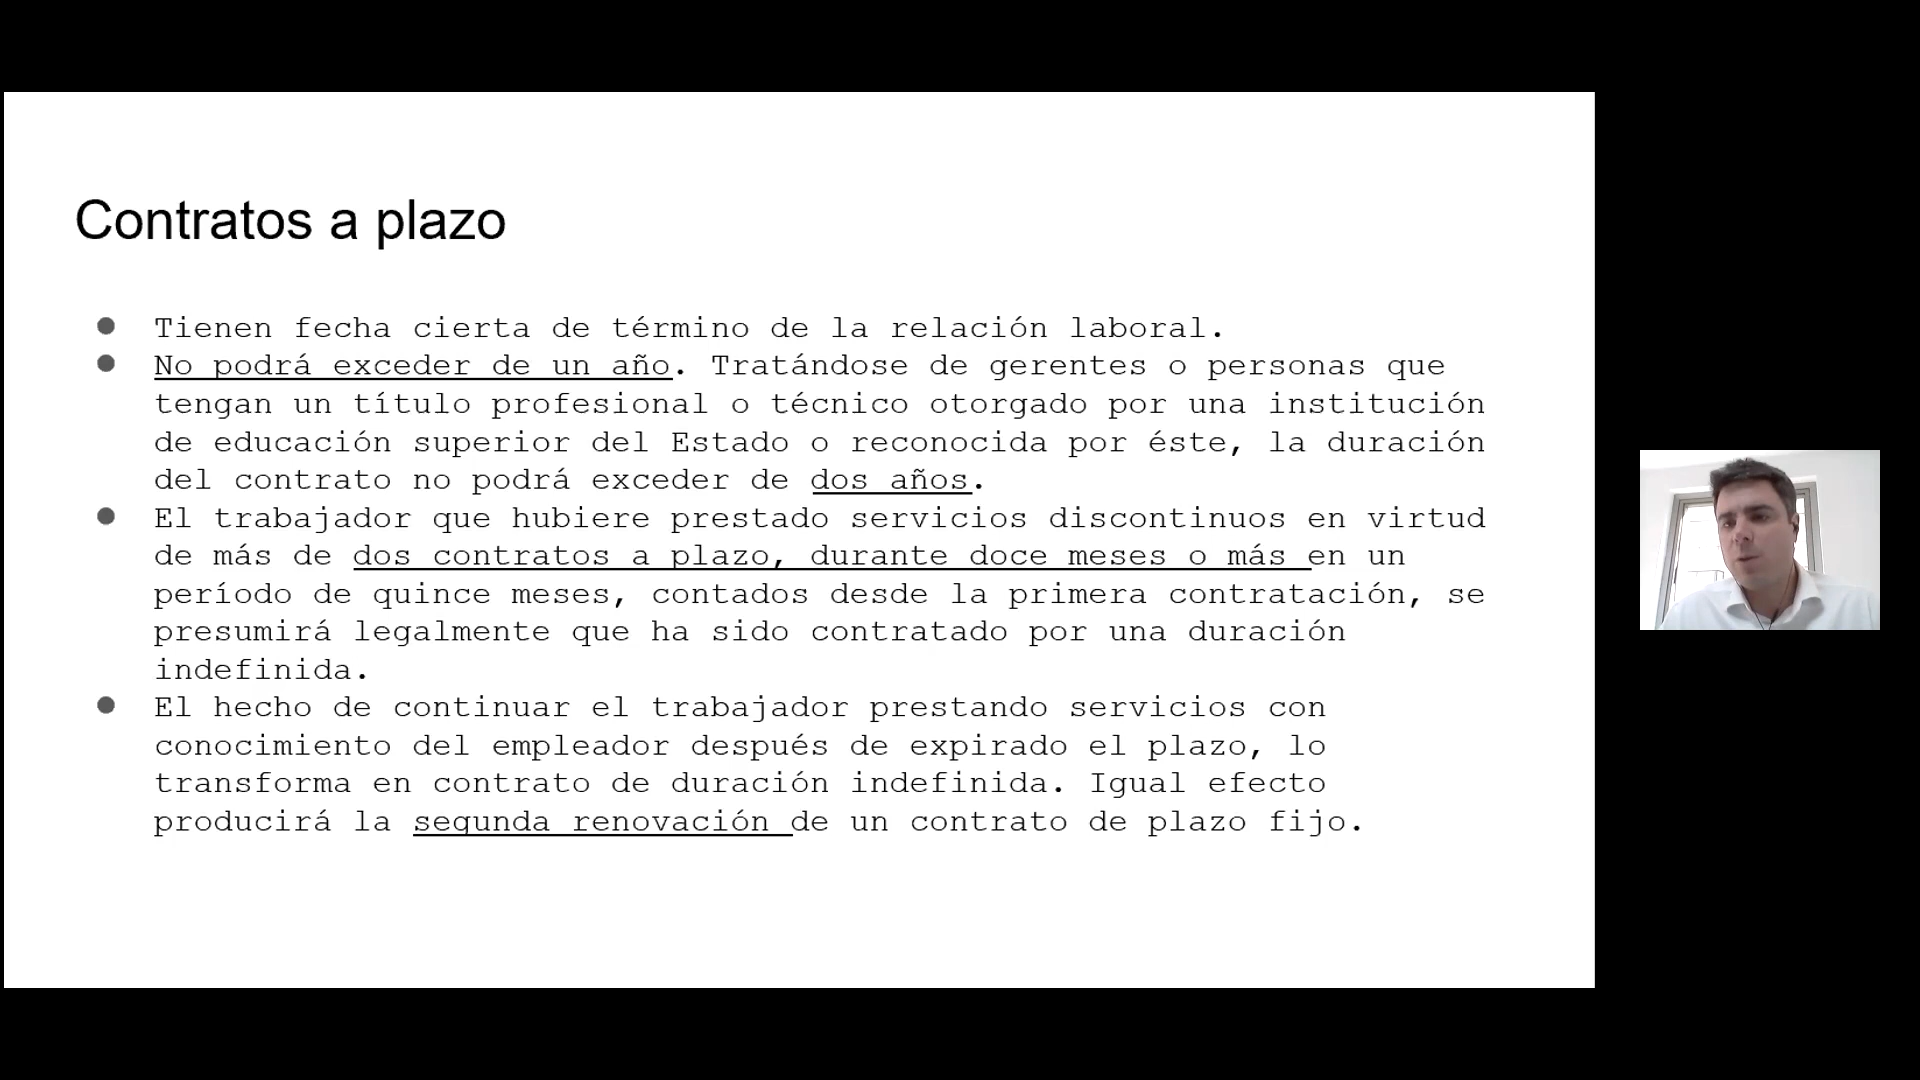 Contratos a plazo
Tienen fecha cierta de término de la relación laboral.
No podrá exceder de un año. Tratándose de gerentes o personas que
tengan un título profesional o técnico otorgado por una institución
de educación superior del Estado o reconocida por éste, la duración
del contrato no podrá exceder de dos años.
El trabajador que hubiere prestado servicios discontinuos en virtud
de más de dos contratos a plazo, durante doce meses o más en un
período de quince meses, contados desde la primera contratación, se
presumirá legalmente que ha sido contratado por una duración
indefinida.
El hecho de continuar el trabajador prestando servicios con
conocimiento del empleador después de expirado el plazo, lo
transforma en contrato de duración indefinida. Igual efecto
producirá la segunda renovación de un contrato de plazo fijo.